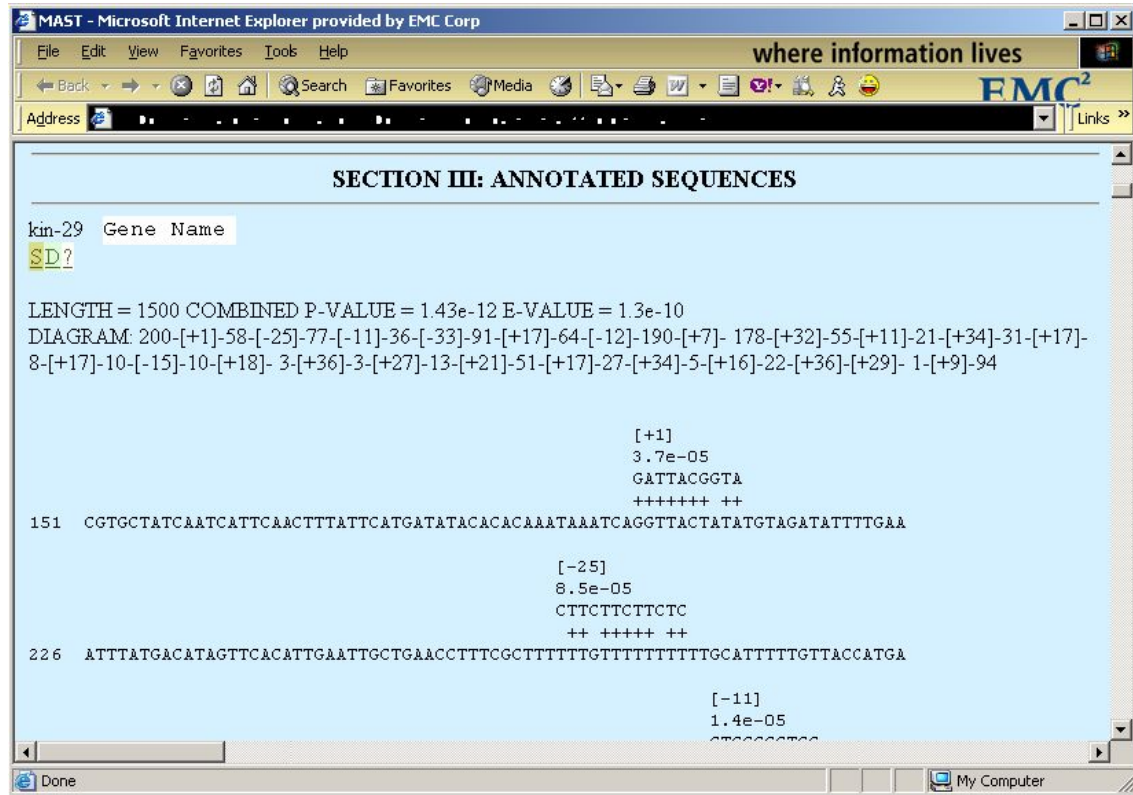 MAST - Microsoft Internet Explorer provided by EMC Corp
File Edit View Favorites Tools Help
where information lives
Back Search Favorites Media
EMC2
Address
Links »
SECTION III: ANNOTATED SEQUENCES
kin-29 Gene Name
SD?
LENGTH = 1500 COMBINED P-VALUE = 1.43e-12 E-VALUE = 1.3e-10
DIAGRAM: 200-[+1]-58-[-25]-77-[-11]-36-[-33]-91-[+17]-64-[-12]-190-[+7]- 178-[+32]-55-[+11]-21-[+34]-31-[+17]-
8-[+17]-10-[-15]-10-[+18]- 3-[+36]-3-[+27]-13-[+21]-51-[+17]-27-[+34]-5-[+16]-22-[+36]-[+29]- 1-[+9]-94
[+1]
3.7e-05
GATTACGGTA
+++++++ ++
151 CGTGCTATCAATCATTCAACTTTATTCATGATATACACACAAATAAATCAGGTTACTATATGTAGATATTTTGAA
[-25]
8.5e-05
CTTCTTCTTCTC
++ +++++ ++
226 ATTTATGACATAGTTCACATTGAATTGCTGAACCTTTCGCTTTTTTGTTTTTTTTTTGCATTTTTGTTACCATGA
[-11]
1.4e-05
Done
My Computer